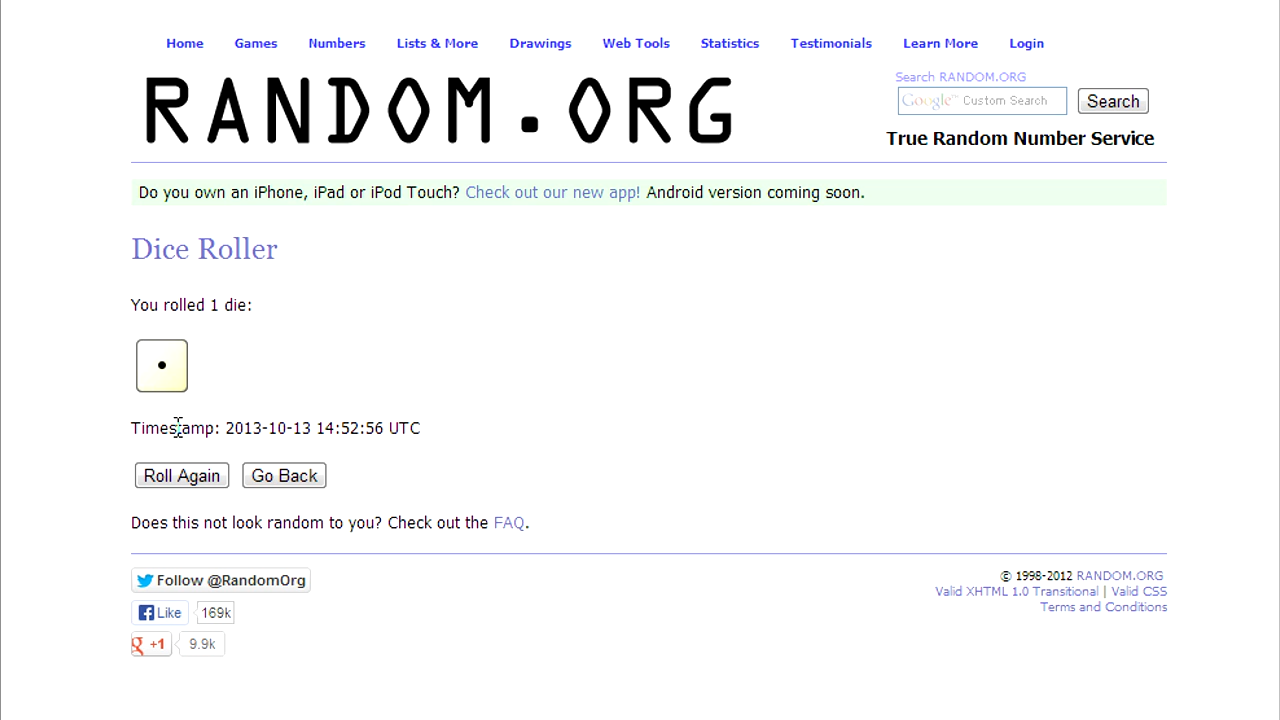 Home Games Numbers Lists & More Drawings Web Tools Statistics Testimonials Learn More Login
RANDOM.ORG
Search RANDOM.ORG
Google™ Custom Search Search
True Random Number Service
Do you own an iPhone, iPad or iPod Touch? Check out our new app! Android version coming soon.
Dice Roller
You rolled 1 die:
Timestamp: 2013-10-13 14:52:56 UTC
Roll Again Go Back
Does this not look random to you? Check out the FAQ.
Follow @RandomOrg
Like 169k
g +1 9.9k
© 1998-2012 RANDOM.ORG
Valid XHTML 1.0 Transitional | Valid CSS
Terms and Conditions